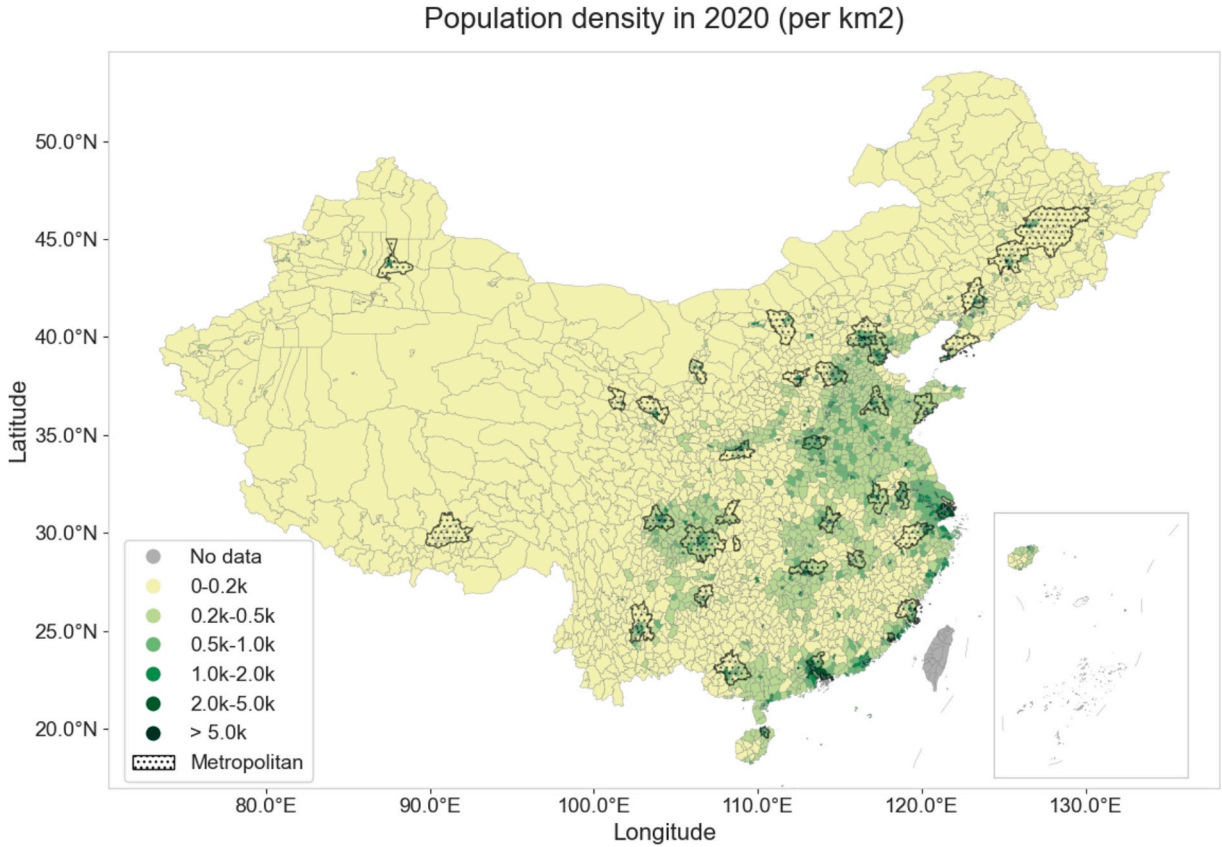 Population density in 2020 (per km2)
50.0°N
45.0°N
40.0°N
35.0°N
30.0°N
25.0°N
20.0°N
Latitude
No data
0-0.2k
0.2k-0.5k
0.5k-1.0k
1.0k-2.0k
2.0k-5.0k
> 5.0k
Metropolitan
80.0°E 90.0°E 100.0°E 110.0°E 120.0°E 130.0°E
Longitude